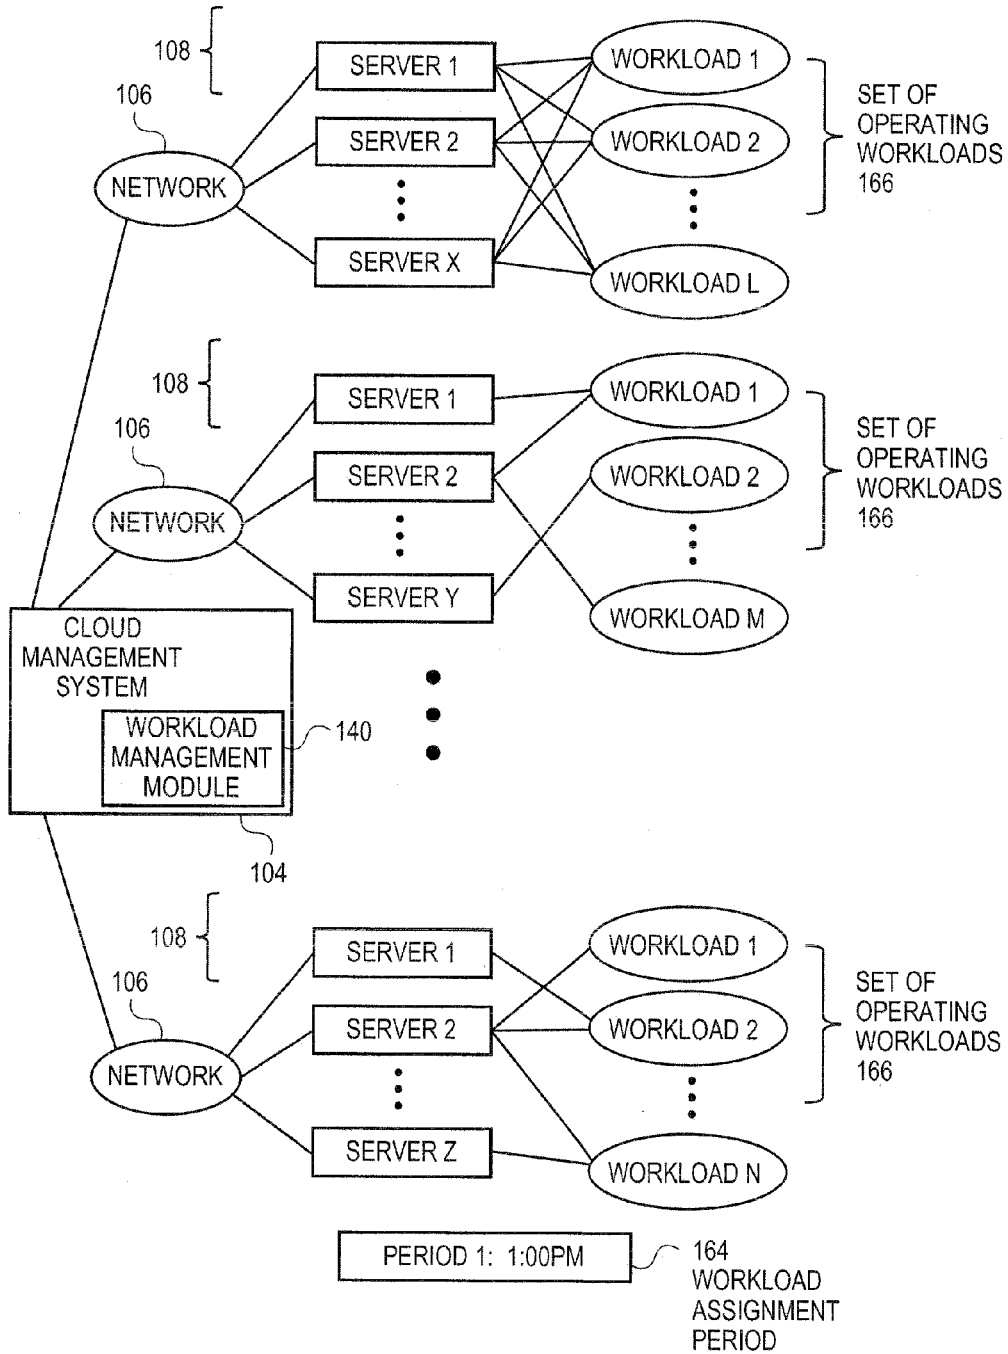 108
SERVER 1
WORKLOAD 1
106
SERVER 2
WORKLOAD 2
NETWORK
SERVER X
WORKLOAD L
SET OF
OPERATING
WORKLOADS
166
108
SERVER 1
WORKLOAD 1
106
SERVER 2
WORKLOAD 2
NETWORK
SERVER Y
WORKLOAD M
SET OF
OPERATING
WORKLOADS
166
CLOUD
MANAGEMENT
SYSTEM
WORKLOAD
MANAGEMENT
MODULE
140
104
108
SERVER 1
WORKLOAD 1
106
SERVER 2
WORKLOAD 2
NETWORK
SERVER Z
WORKLOAD N
SET OF
OPERATING
WORKLOADS
166
PERIOD 1: 1:00PM
164
WORKLOAD
ASSIGNMENT
PERIOD